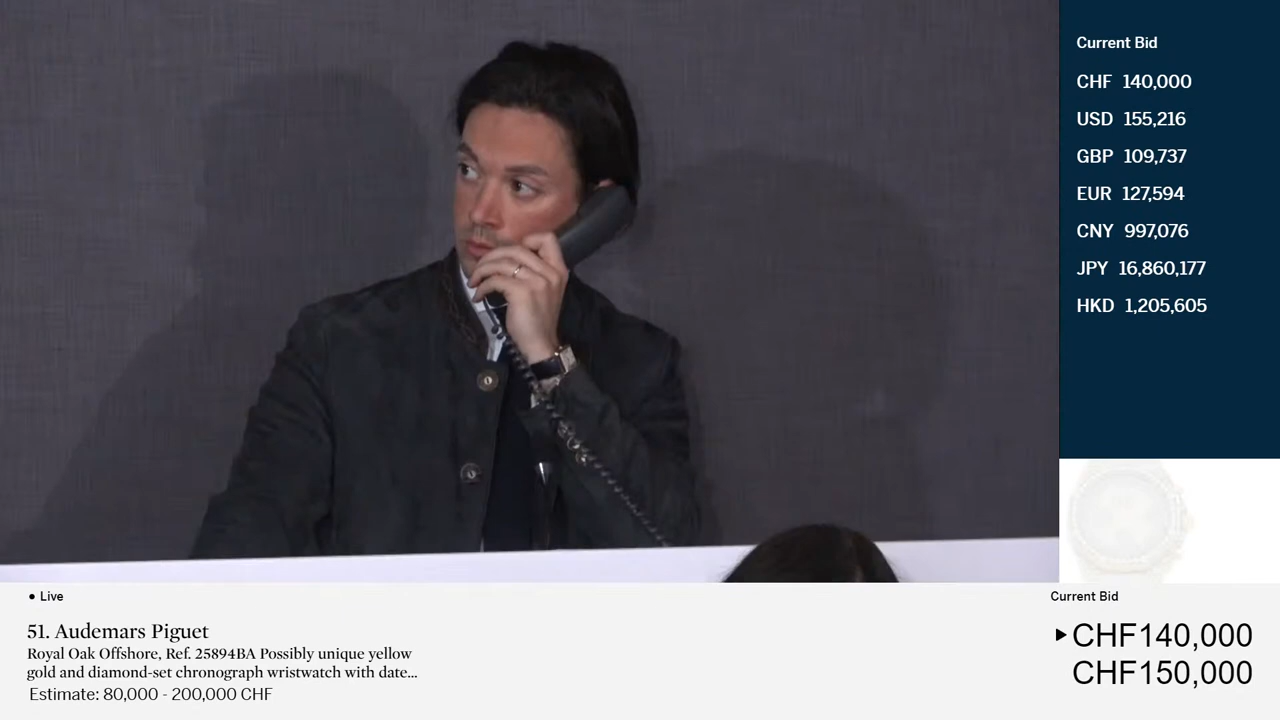 Current Bid
CHF 140,000
USD 155,216
GBP 109,737
EUR 127,594
CNY 997,076
JPY 16,860,177
HKD 1,205,605
• Live
51. Audemars Piguet
Royal Oak Offshore, Ref. 25894BA Possibly unique yellow
gold and diamond-set chronograph wristwatch with date...
Estimate: 80,000 - 200,000 CHF
Current Bid
CHF140,000
CHF150,000